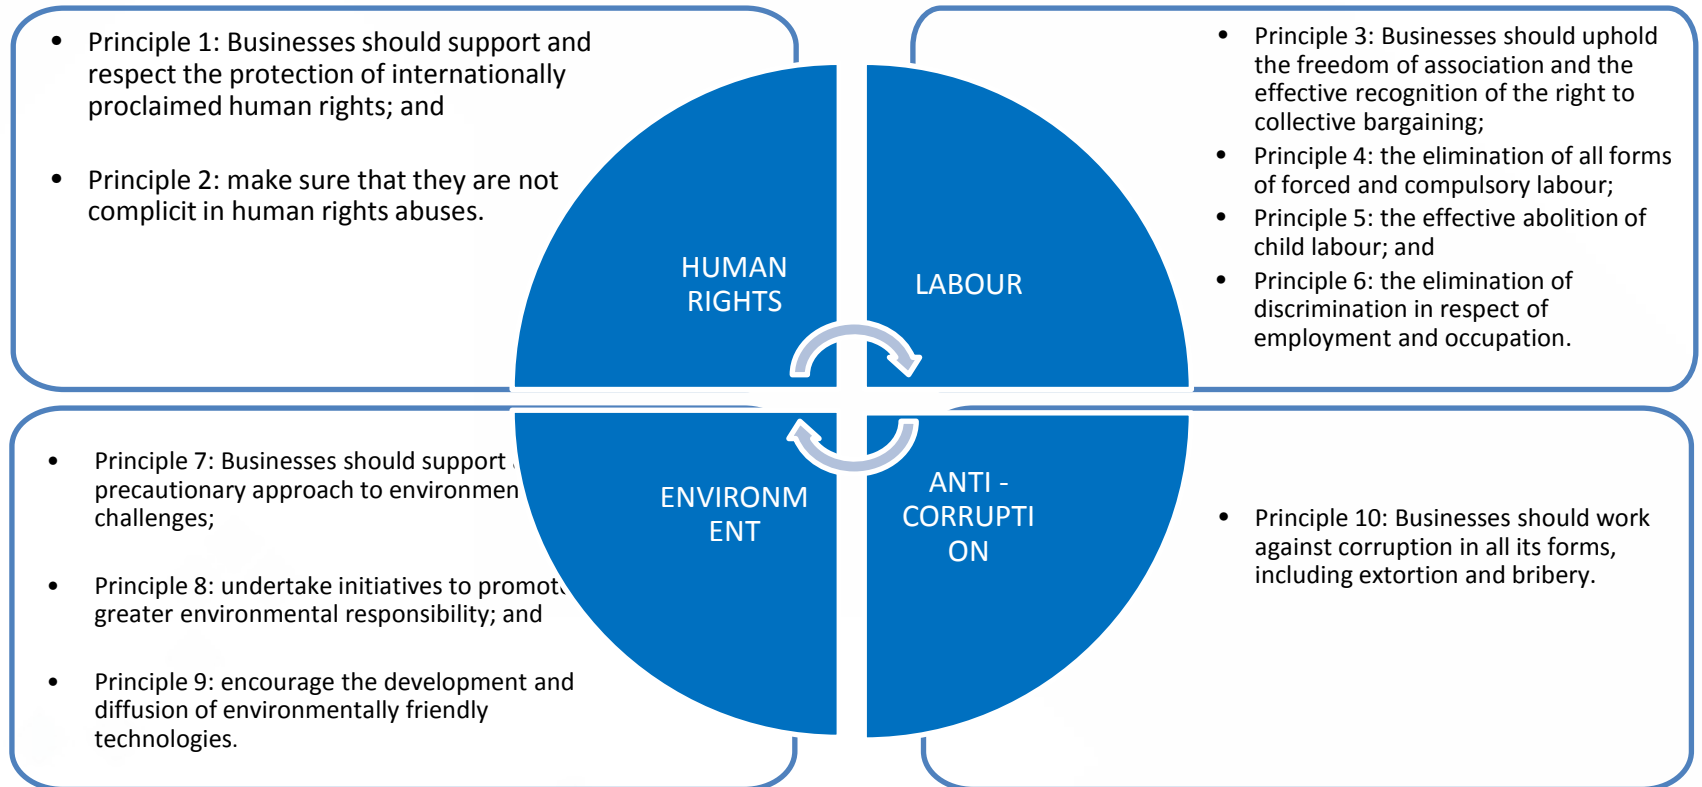 • Principle 1: Businesses should support and
respect the protection of internationally
proclaimed human rights; and
• Principle 2: make sure that they are not
complicit in human rights abuses.
HUMAN
RIGHTS
• Principle 3: Businesses should uphold
the freedom of association and the
effective recognition of the right to
collective bargaining;
• Principle 4: the elimination of all forms
of forced and compulsory labour;
• Principle 5: the effective abolition of
child labour; and
• Principle 6: the elimination of
discrimination in respect of
employment and occupation.
LABOUR
• Principle 7: Businesses should support
precautionary approach to environmen
challenges;
• Principle 8: undertake initiatives to promote
greater environmental responsibility; and
• Principle 9: encourage the development and
diffusion of environmentally friendly
technologies.
ENVIRONM
ENT
ANTI -
CORRUPTI
ON
• Principle 10: Businesses should work
against corruption in all its forms,
including extortion and bribery.